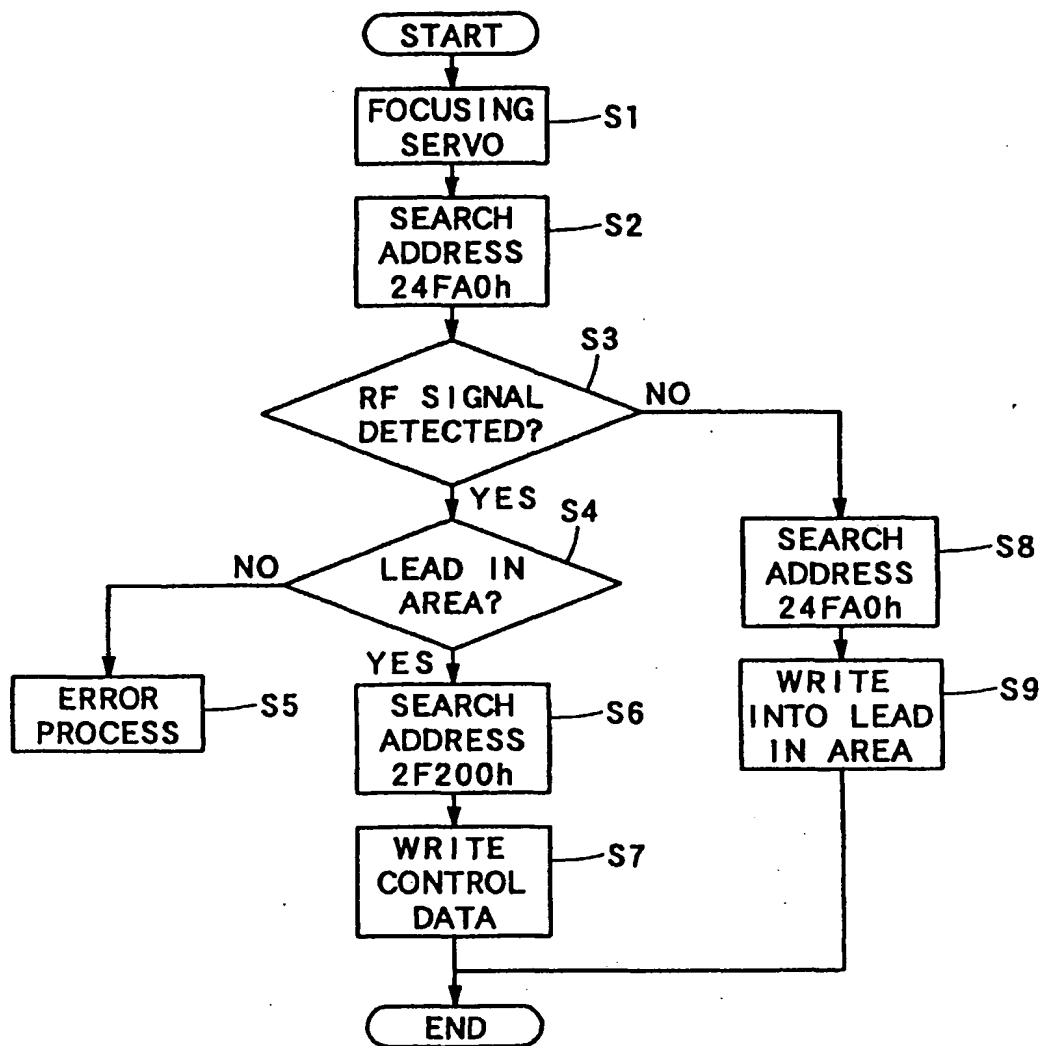 START
FOCUSING
SERVO
S1
SEARCH
ADDRESS
24FA0h
S2
RF SIGNAL
DETECTED?
S3
NO
YES
LEAD IN
AREA?
S4
NO
YES
ERROR
PROCESS
S5
SEARCH
ADDRESS
2F200h
S6
WRITE
CONTROL
DATA
S7
SEARCH
ADDRESS
24FA0h
S8
WRITE
INTO LEAD
IN AREA
S9
END